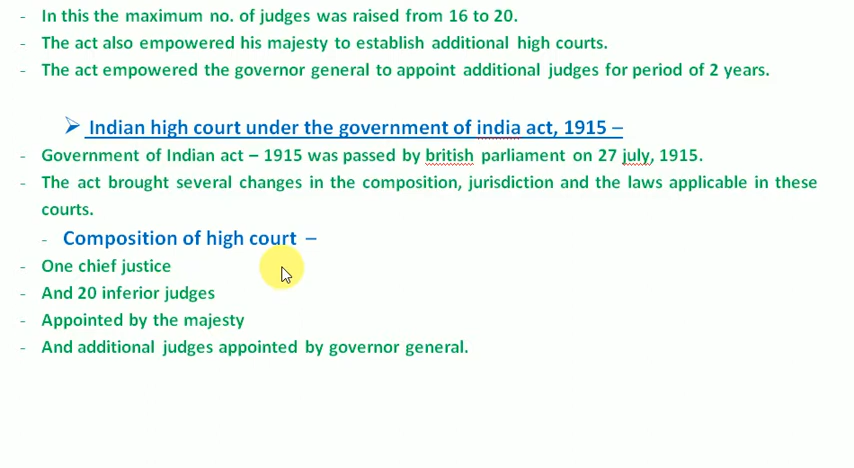 - In this the maximum no. of judges was raised from 16 to 20.
- The act also empowered his majesty to establish additional high courts.
- The act empowered the governor general to appoint additional judges for period of 2 years.
➢ Indian high court under the government of india act, 1915 –
- Government of Indian act – 1915 was passed by british parliament on 27 july, 1915.
- The act brought several changes in the composition, jurisdiction and the laws applicable in these
courts.
- Composition of high court –
- One chief justice
- And 20 inferior judges
- Appointed by the majesty
- And additional judges appointed by governor general.